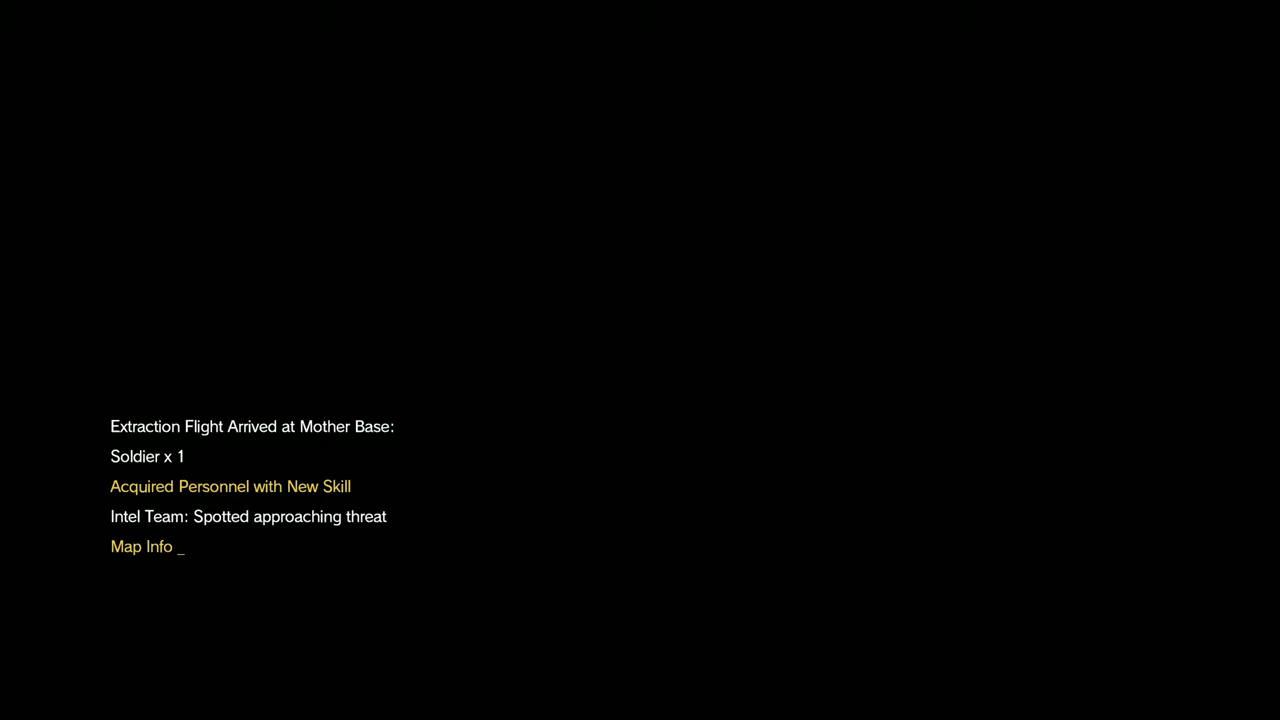 Extraction Flight Arrived at Mother Base:
Soldier x 1
Acquired Personnel with New Skill
Intel Team: Spotted approaching threat
Map Info _